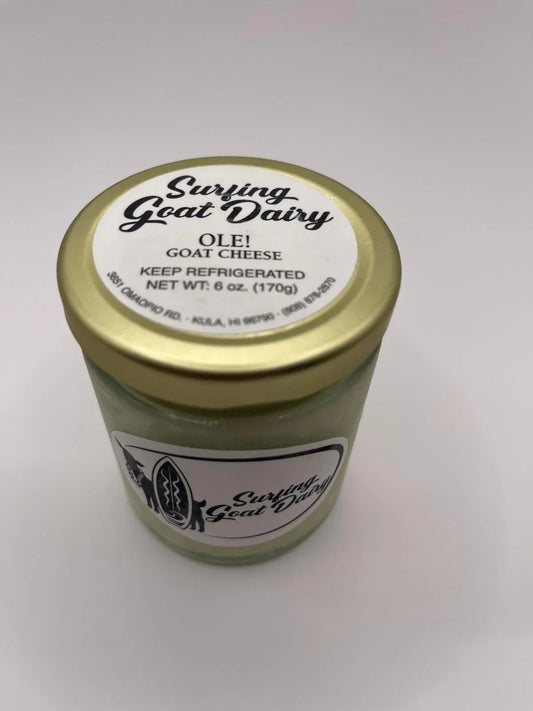 Surfing
Goat Dairy
OLE!
GOAT CHEESE
KEEP REFRIGERATED
NET WT: 6 oz. (170g)
3651 OMAOPIO RD. · KULA, HI 96790 · (808) 878-2870
Surfing
Goat Dairy